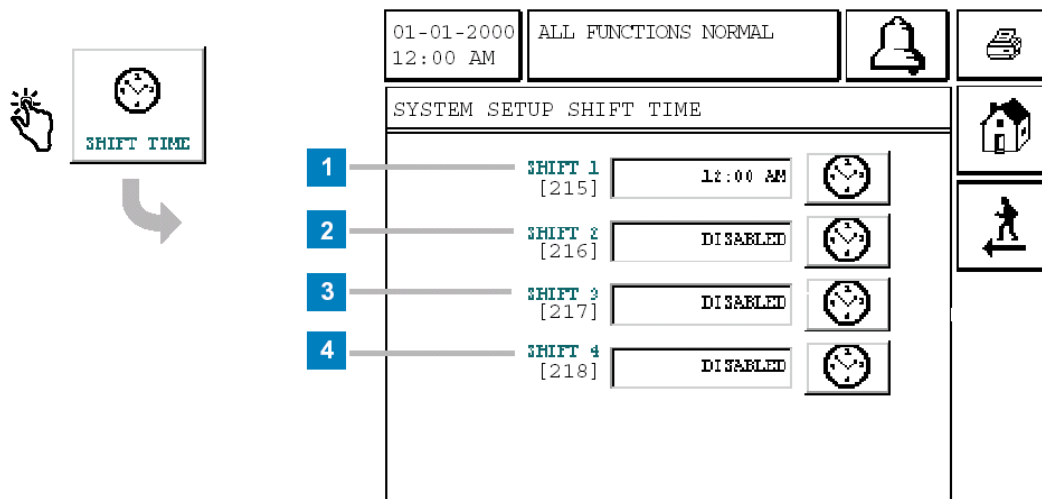 SHIFT TIME
01-01-2000
12:00 AM
ALL FUNCTIONS NORMAL
SYSTEM SETUP SHIFT TIME
1
SHIFT 1
[215]
12:00 AM
2
SHIFT 2
[216]
DISABLED
3
SHIFT 3
[217]
DISABLED
4
SHIFT 4
[218]
DISABLED